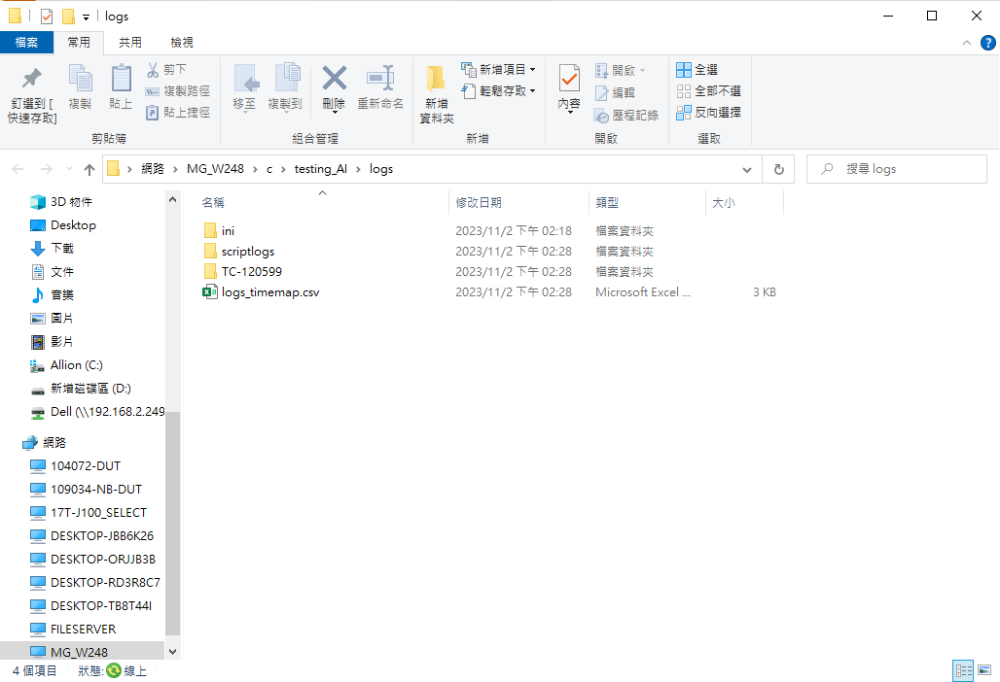 logs
檔案 常用 共用 檢視
釘選到 [快速存取]
複製
貼上
剪下
複製路徑
貼上捷徑
剪貼簿
移至
複製到
刪除
重新命名
組合管理
新增資料夾
新增項目
輕鬆存取
新增
內容
開啟
編輯
歷程記錄
開啟
全選
全部不選
反向選擇
選取
網路 > MG_W248 > c > testing_AI > logs
搜尋 logs
3D 物件
Desktop
下載
文件
音樂
圖片
影片
Allion (C:)
新增磁碟區 (D:)
Dell (\\192.168.2.249
網路
104072-DUT
109034-NB-DUT
17T-J100_SELECT
DESKTOP-JBB6K26
DESKTOP-ORJJB3B
DESKTOP-RD3R8C7
DESKTOP-TB8T44I
FILESERVER
MG_W248
名稱 修改日期 類型 大小
ini 2023/11/2 下午 02:18 檔案資料夾
scriptlogs 2023/11/2 下午 02:28 檔案資料夾
TC-120599 2023/11/2 下午 02:28 檔案資料夾
logs_timemap.csv 2023/11/2 下午 02:28 Microsoft Excel ... 3 KB
4 個項目 狀態: 線上